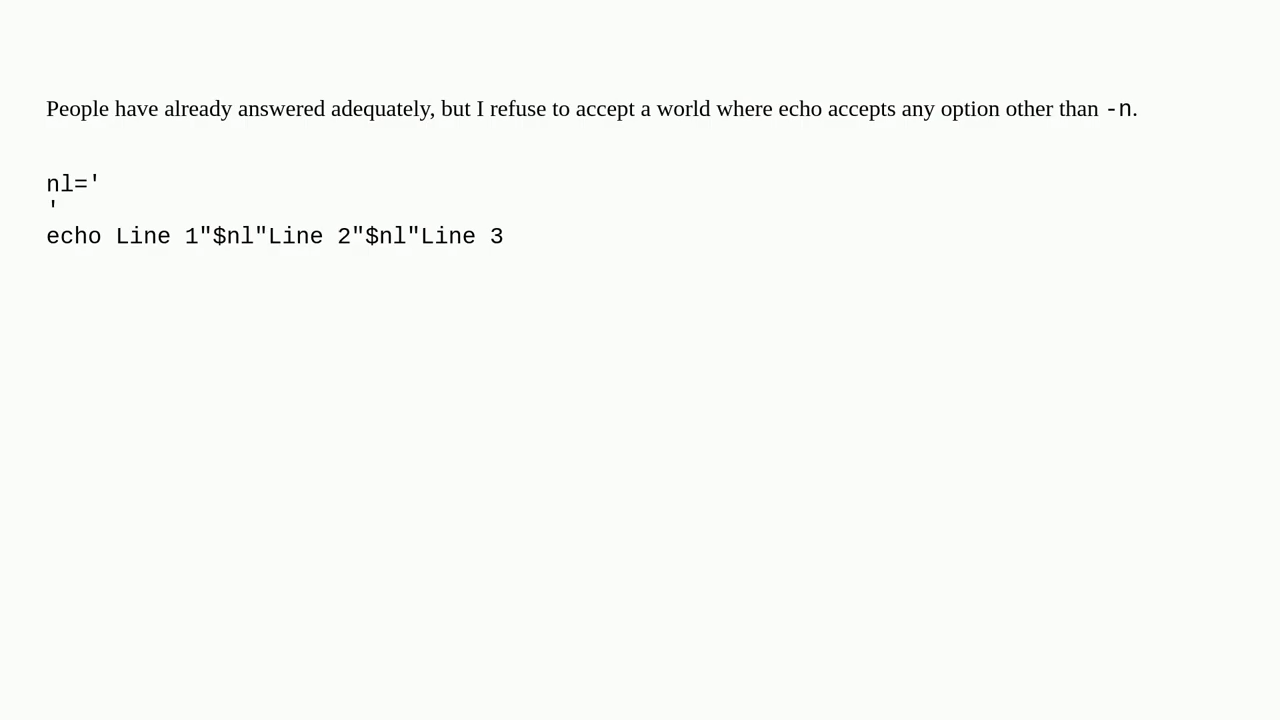 People have already answered adequately, but I refuse to accept a world where echo accepts any option other than -n.
nl='
'
echo Line 1"$nl"Line 2"$nl"Line 3